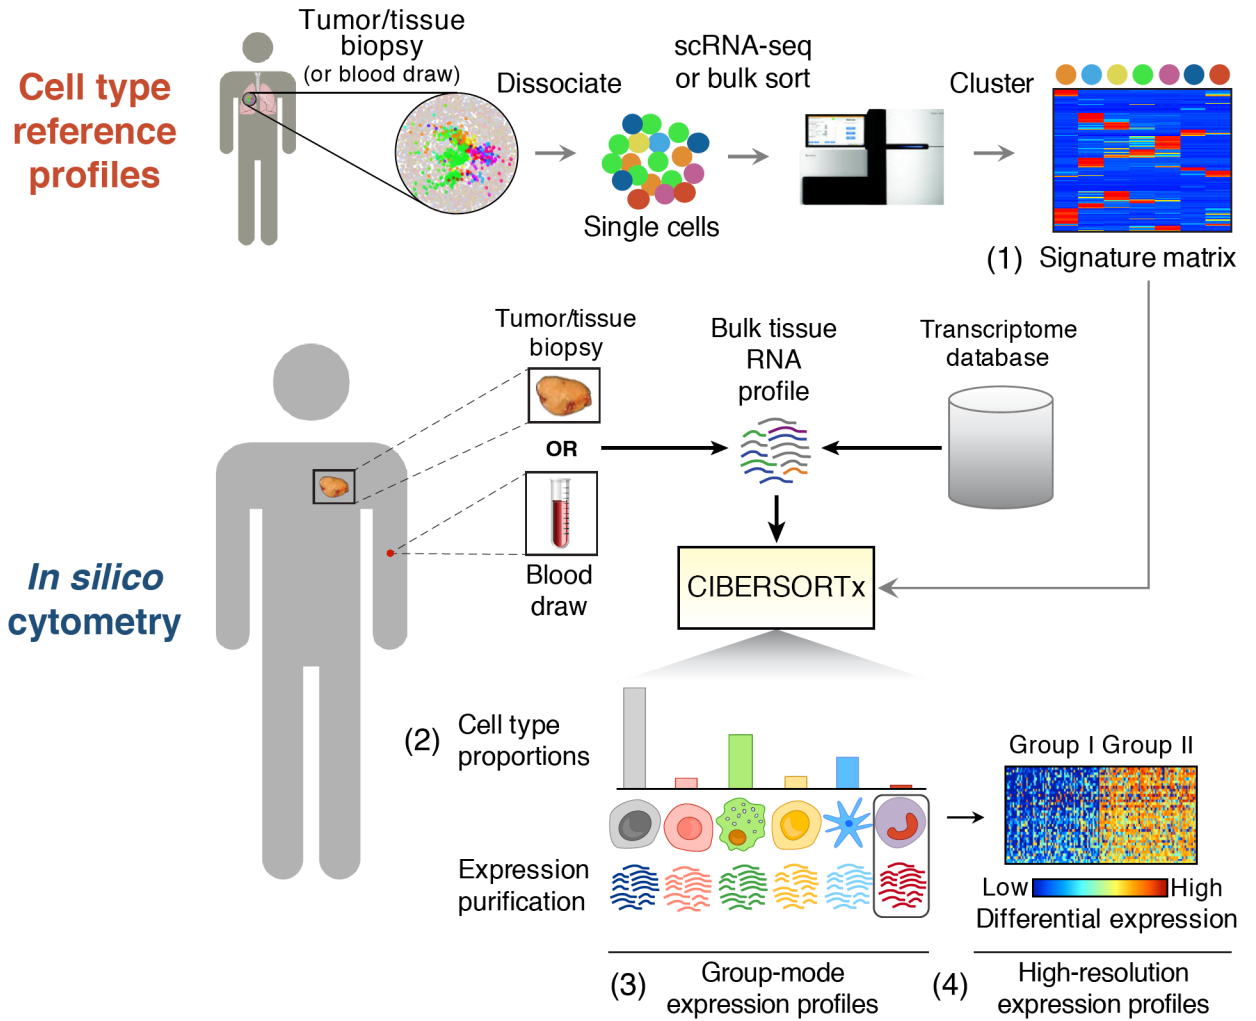 Tumor/tissue
biopsy
(or blood draw)
Cell type
reference
profiles
Dissociate
Single cells
scRNA-seq
or bulk sort
Cluster
(1) Signature matrix
In silico
cytometry
Tumor/tissue
biopsy
OR
Blood
draw
Bulk tissue
RNA
profile
Transcriptome
database
CIBERSORTx
(2) Cell type
proportions
Expression
purification
Group I Group II
Low High
Differential expression
(3) Group-mode
expression profiles
(4) High-resolution
expression profiles